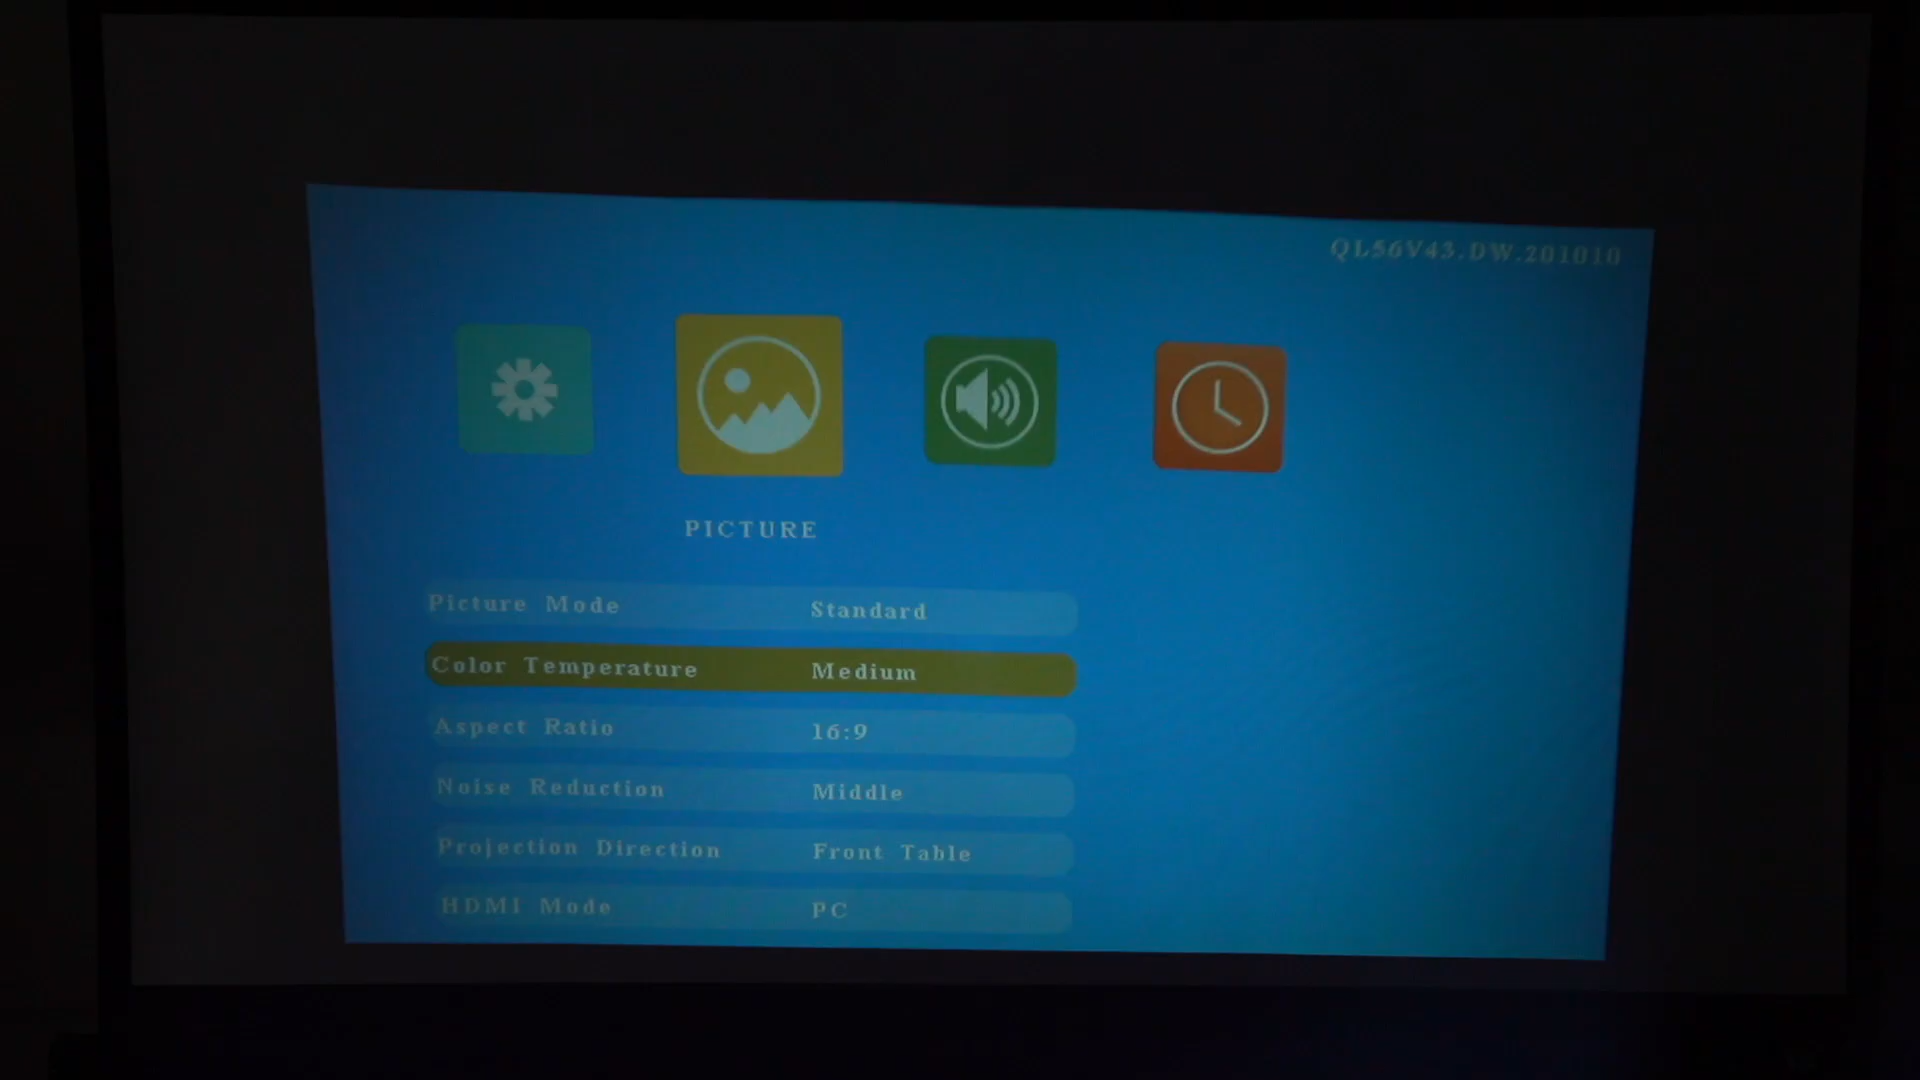 QL56V43.DW.201010
PICTURE
Picture Mode Standard
Color Temperature Medium
Aspect Ratio 16:9
Noise Reduction Middle
Projection Direction Front Table
HDMI Mode PC